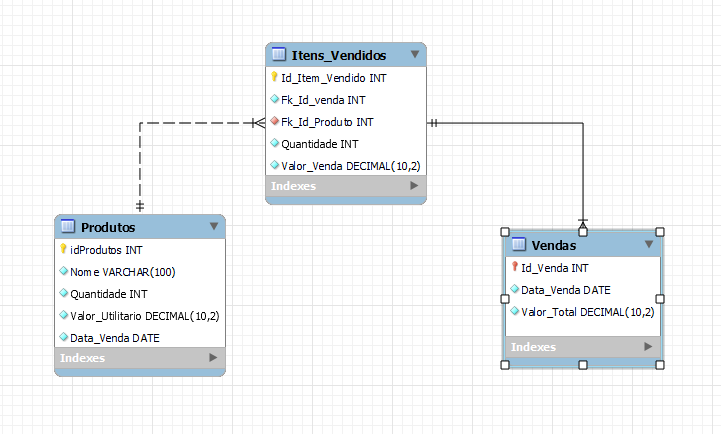 Itens_Vendidos
Id_Item_Vendido INT
Fk_Id_venda INT
Fk_Id_Produto INT
Quantidade INT
Valor_Venda DECIMAL(10,2)
Indexes
Produtos
idProdutos INT
Nome VARCHAR(100)
Quantidade INT
Valor_Utilitario DECIMAL(10,2)
Data_Venda DATE
Indexes
Vendas
Id_Venda INT
Data_Venda DATE
Valor_Total DECIMAL(10,2)
Indexes